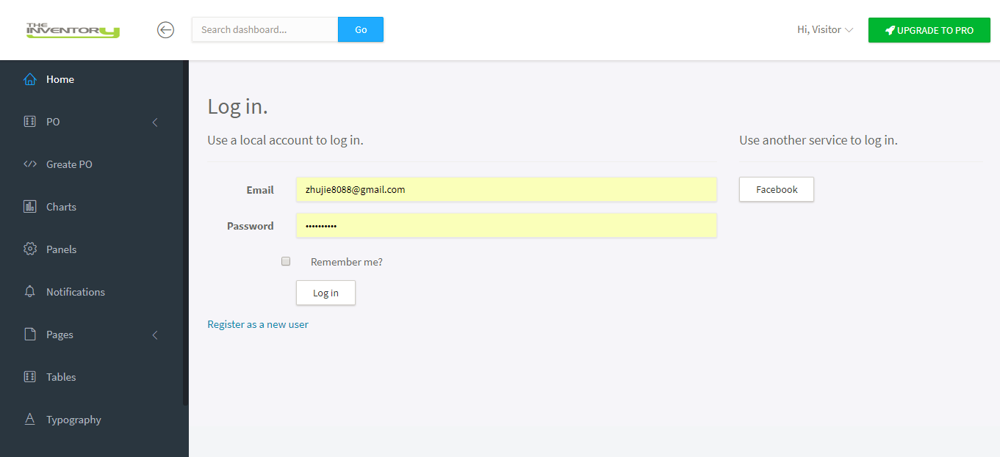 THE
INVENTORY
Search dashboard...
Go
Hi, Visitor
UPGRADE TO PRO
Home
PO
Greate PO
Charts
Panels
Notifications
Pages
Tables
Typography
Log in.
Use a local account to log in.
Email
zhujie8088@gmail.com
Password
••••••••••
Remember me?
Log in
Register as a new user
Use another service to log in.
Facebook